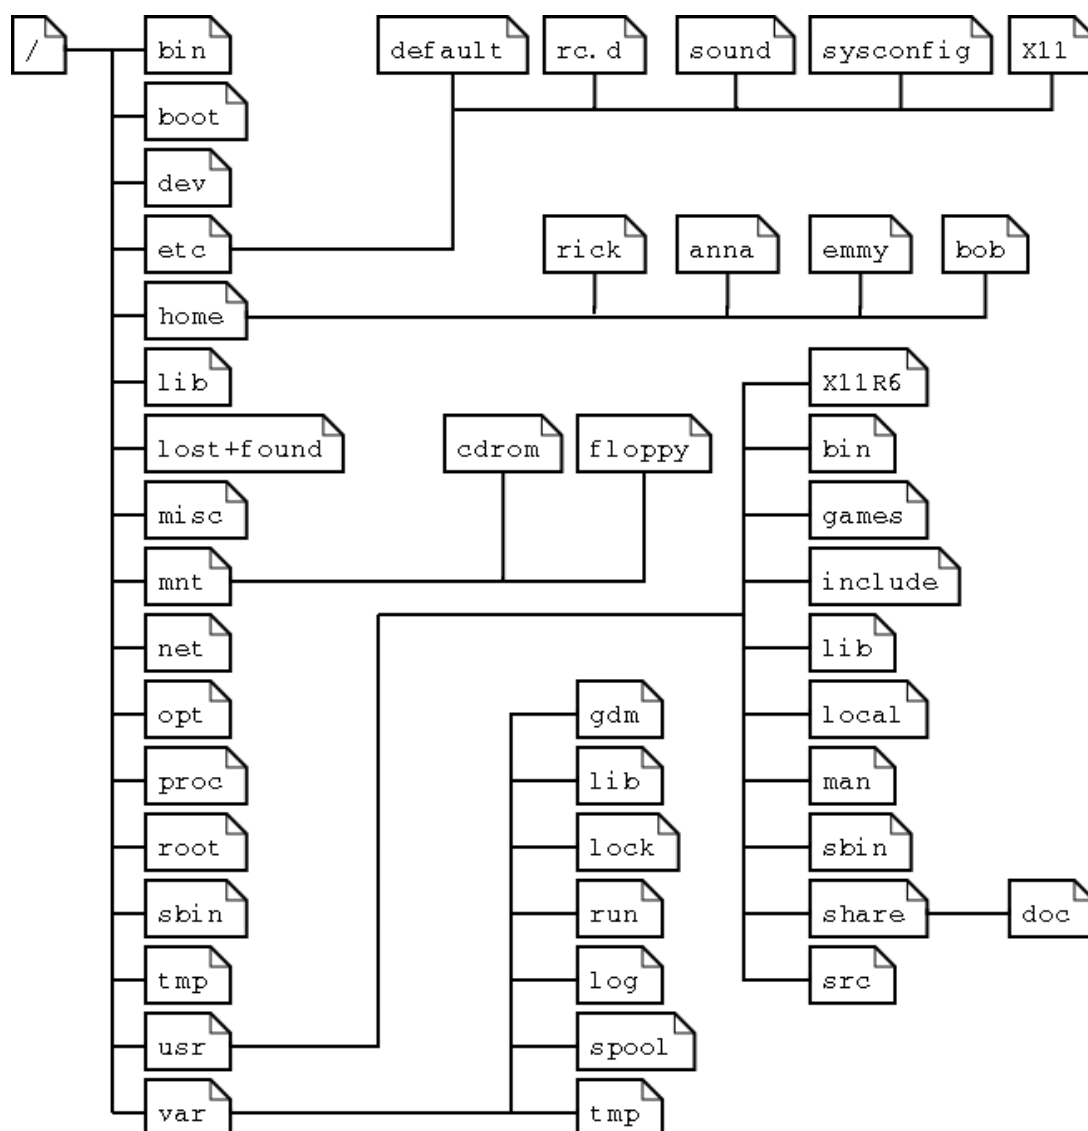 / bin default rc.d sound sysconfig X11
boot
dev
etc rick anna emmy bob
home
lib X11R6
lost+found cdrom floppy bin
misc games
mnt include
net lib
opt gdm local
proc lib man
root lock sbin
sbin run share doc
tmp log src
usr spool
var tmp